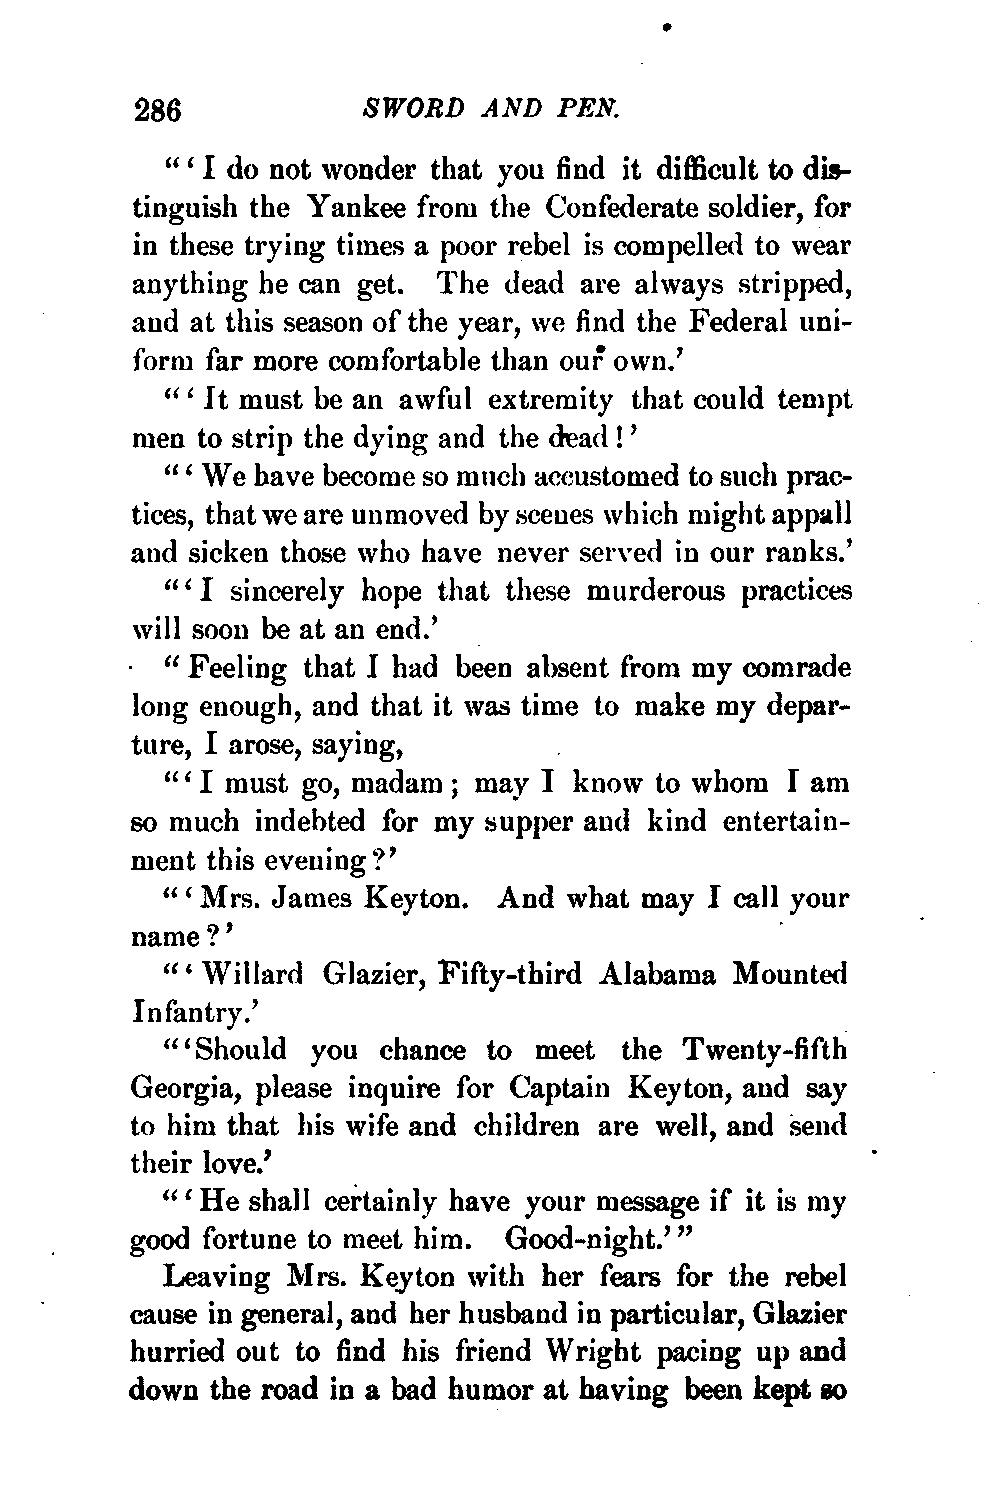 286 SWORD AND PEN.
"'I do not wonder that you find it difficult to dis-
tinguish the Yankee from the Confederate soldier, for
in these trying times a poor rebel is compelled to wear
anything he can get. The dead are always stripped,
and at this season of the year, we find the Federal uni-
form far more comfortable than our own.'
"'It must be an awful extremity that could tempt
men to strip the dying and the dead!'
"'We have become so much accustomed to such prac-
tices, that we are unmoved by scenes which might appall
and sicken those who have never served in our ranks.'
"'I sincerely hope that these murderous practices
will soon be at an end.'
"Feeling that I had been absent from my comrade
long enough, and that it was time to make my depar-
ture, I arose, saying,
"'I must go, madam; may I know to whom I am
so much indebted for my supper and kind entertain-
ment this evening?'
"'Mrs. James Keyton. And what may I call your
name?'
"'Willard Glazier, Fifty-third Alabama Mounted
Infantry.'
"'Should you chance to meet the Twenty-fifth
Georgia, please inquire for Captain Keyton, and say
to him that his wife and children are well, and send
their love.'
"'He shall certainly have your message if it is my
good fortune to meet him. Good-night.'"
Leaving Mrs. Keyton with her fears for the rebel
cause in general, and her husband in particular, Glazier
hurried out to find his friend Wright pacing up and
down the road in a bad humor at having been kept so